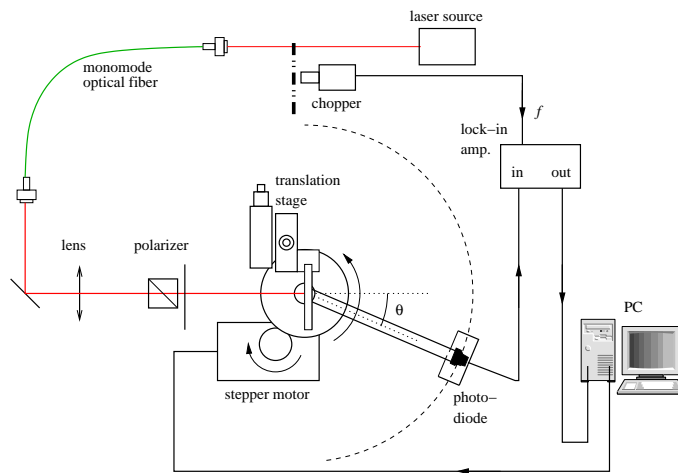 laser source
monomode
optical fiber
chopper
f
lock−in
amp.
in out
translation
stage
lens
polarizer
θ
PC
stepper motor
photo−
diode